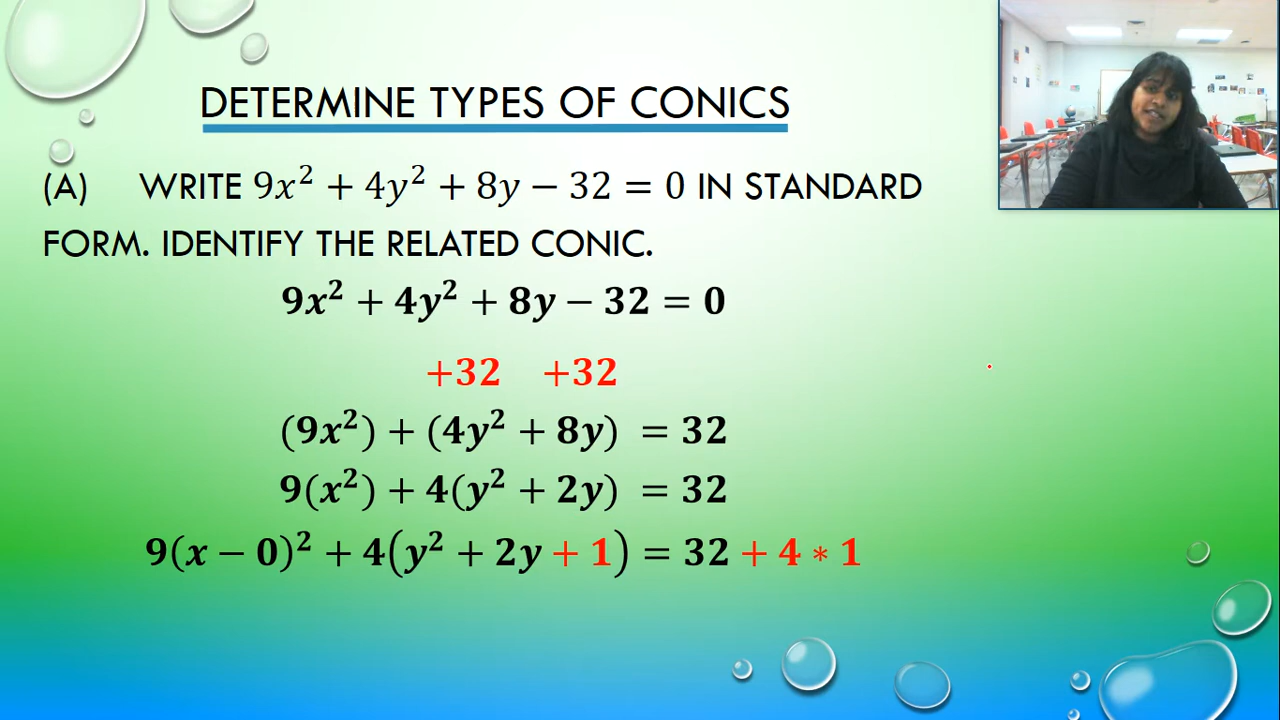 DETERMINE TYPES OF CONICS
(A) WRITE 9x² + 4y² + 8y − 32 = 0 IN STANDARD
FORM. IDENTIFY THE RELATED CONIC.
9x² + 4y² + 8y − 32 = 0
+32 +32
(9x²) + (4y² + 8y) = 32
9(x²) + 4(y² + 2y) = 32
9(x − 0)² + 4(y² + 2y + 1) = 32 + 4 * 1